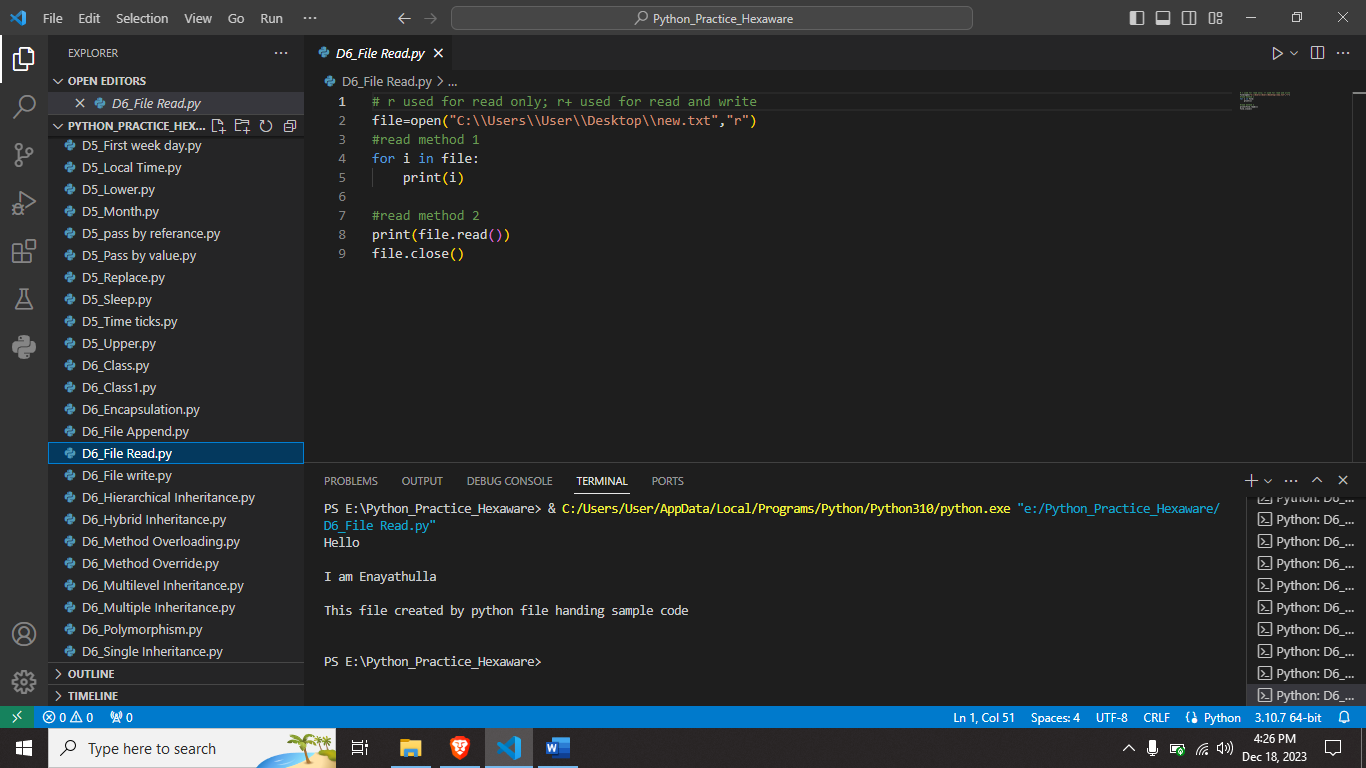 File Edit Selection View Go Run ··· Python_Practice_Hexaware
EXPLORER ···
OPEN EDITORS
D6_File Read.py
PYTHON_PRACTICE_HEX...
D5_First week day.py
D5_Local Time.py
D5_Lower.py
D5_Month.py
D5_pass by referance.py
D5_Pass by value.py
D5_Replace.py
D5_Sleep.py
D5_Time ticks.py
D5_Upper.py
D6_Class.py
D6_Class1.py
D6_Encapsulation.py
D6_File Append.py
D6_File Read.py
D6_File write.py
D6_Hierarchical Inheritance.py
D6_Hybrid Inheritance.py
D6_Method Overloading.py
D6_Method Override.py
D6_Multilevel Inheritance.py
D6_Multiple Inheritance.py
D6_Polymorphism.py
D6_Single Inheritance.py
OUTLINE
TIMELINE
D6_File Read.py
D6_File Read.py > ...
1 # r used for read only; r+ used for read and write
2 file=open("C:\\Users\\User\\Desktop\\new.txt","r")
3 #read method 1
4 for i in file:
5     print(i)
6
7 #read method 2
8 print(file.read())
9 file.close()
PROBLEMS OUTPUT DEBUG CONSOLE TERMINAL PORTS
PS E:\Python_Practice_Hexaware> & C:/Users/User/AppData/Local/Programs/Python/Python310/python.exe "e:/Python_Practice_Hexaware/
D6_File Read.py"
Hello
I am Enayathulla
This file created by python file handing sample code
PS E:\Python_Practice_Hexaware>
Python: D6_...
Python: D6_...
Python: D6_...
Python: D6_...
Python: D6_...
Python: D6_...
Python: D6_...
Python: D6_...
Python: D6_...
Python: D6_...
0 0 0 Ln 1, Col 51 Spaces: 4 UTF-8 CRLF Python 3.10.7 64-bit
Type here to search
4:26 PM
Dec 18, 2023